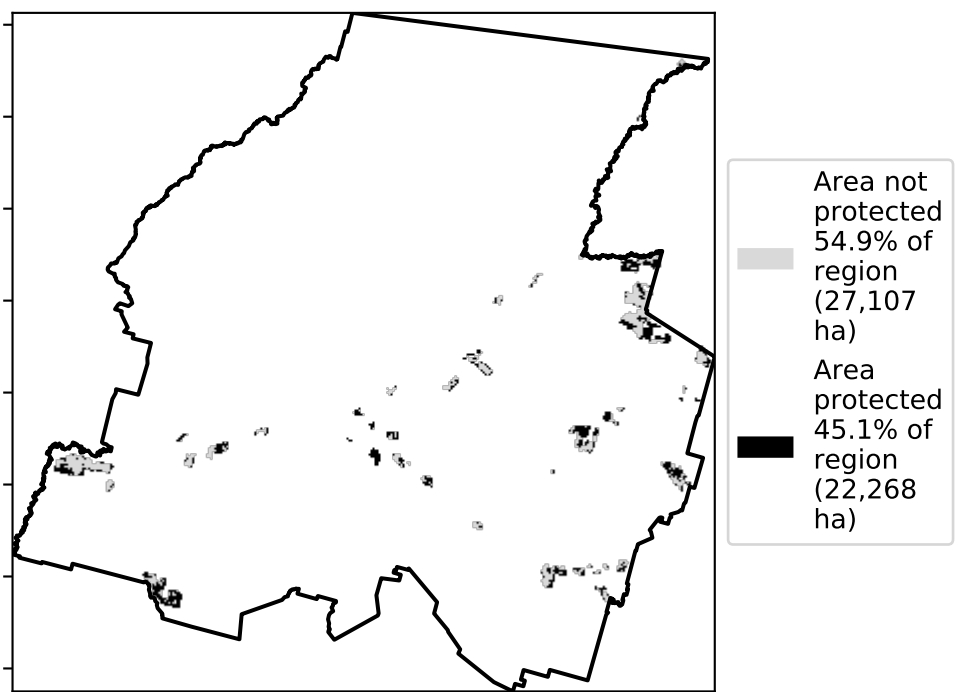 Area not
protected
54.9% of
region
(27,107
ha)
Area
protected
45.1% of
region
(22,268
ha)